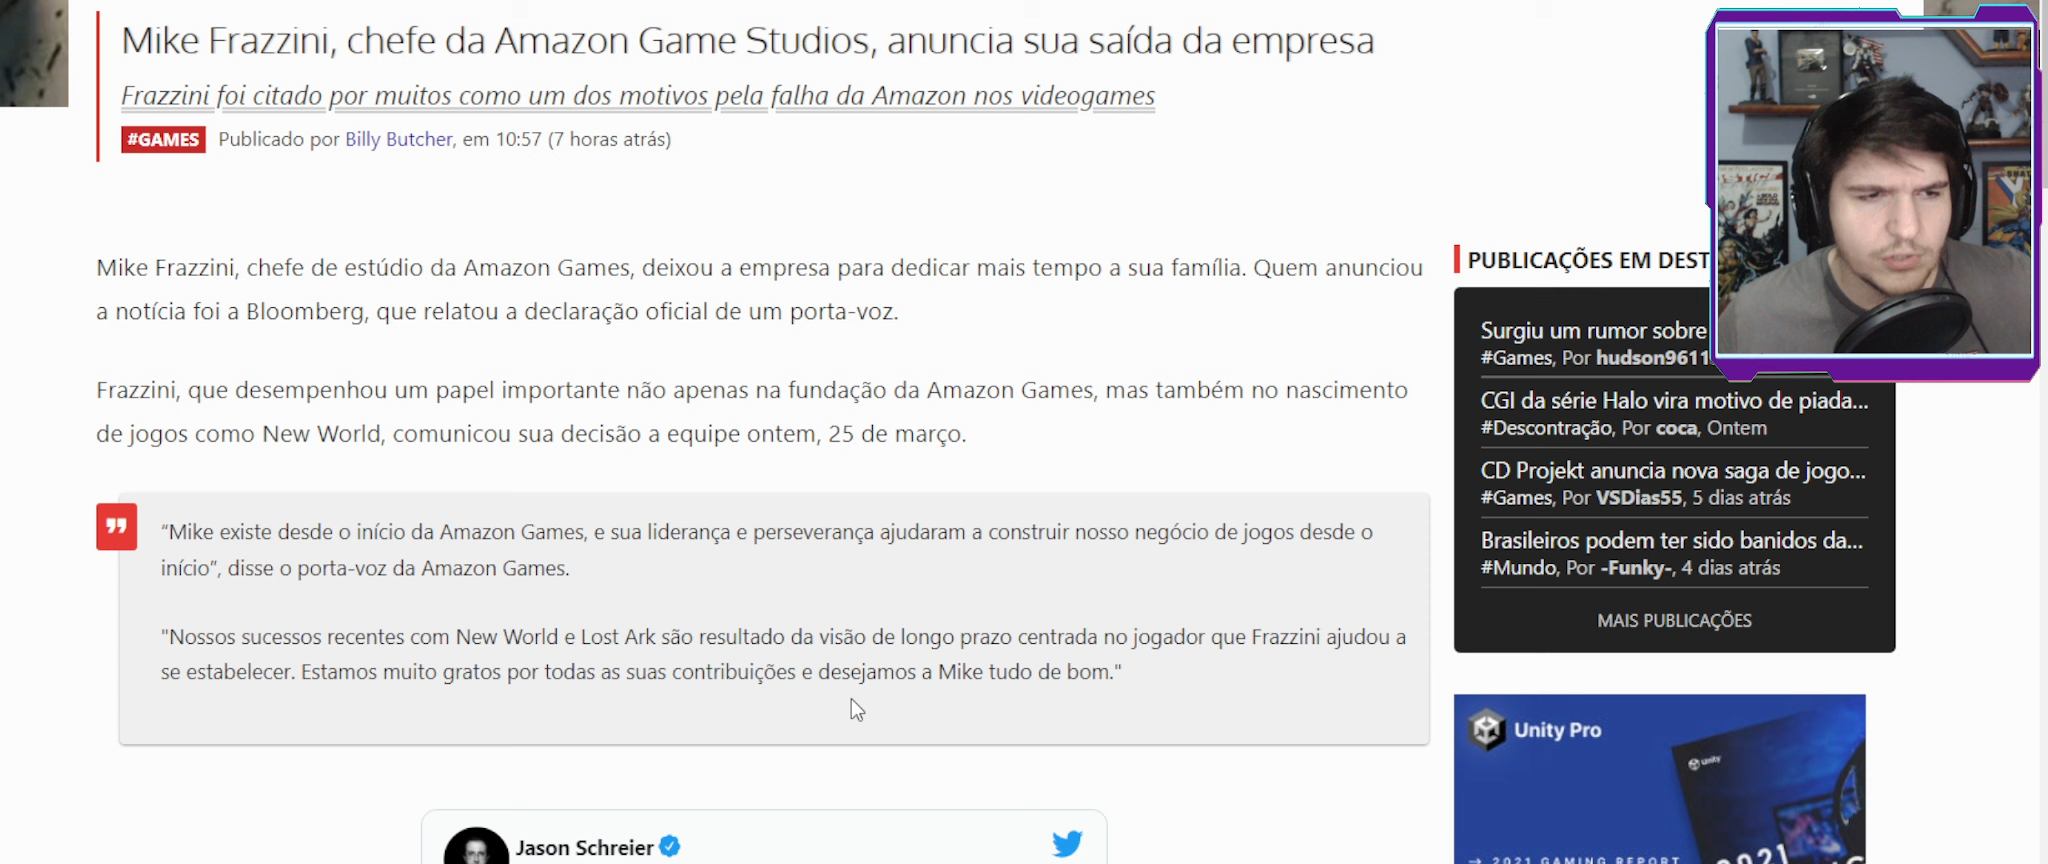 Mike Frazzini, chefe da Amazon Game Studios, anuncia sua saída da empresa
Frazzini foi citado por muitos como um dos motivos pela falha da Amazon nos videogames
#GAMES Publicado por Billy Butcher, em 10:57 (7 horas atrás)
Mike Frazzini, chefe de estúdio da Amazon Games, deixou a empresa para dedicar mais tempo a sua família. Quem anunciou
a notícia foi a Bloomberg, que relatou a declaração oficial de um porta-voz.
Frazzini, que desempenhou um papel importante não apenas na fundação da Amazon Games, mas também no nascimento
de jogos como New World, comunicou sua decisão a equipe ontem, 25 de março.
“Mike existe desde o início da Amazon Games, e sua liderança e perseverança ajudaram a construir nosso negócio de jogos desde o
início”, disse o porta-voz da Amazon Games.
"Nossos sucessos recentes com New World e Lost Ark são resultado da visão de longo prazo centrada no jogador que Frazzini ajudou a
se estabelecer. Estamos muito gratos por todas as suas contribuições e desejamos a Mike tudo de bom."
Jason Schreier
PUBLICAÇÕES EM DEST
Surgiu um rumor sobre
#Games, Por hudson9611
CGI da série Halo vira motivo de piada...
#Descontração, Por coca, Ontem
CD Projekt anuncia nova saga de jogo...
#Games, Por VSDias55, 5 dias atrás
Brasileiros podem ter sido banidos da...
#Mundo, Por -Funky-, 4 dias atrás
MAIS PUBLICAÇÕES
Unity Pro
Unity
→ 2021 GAMING REPORT
2021